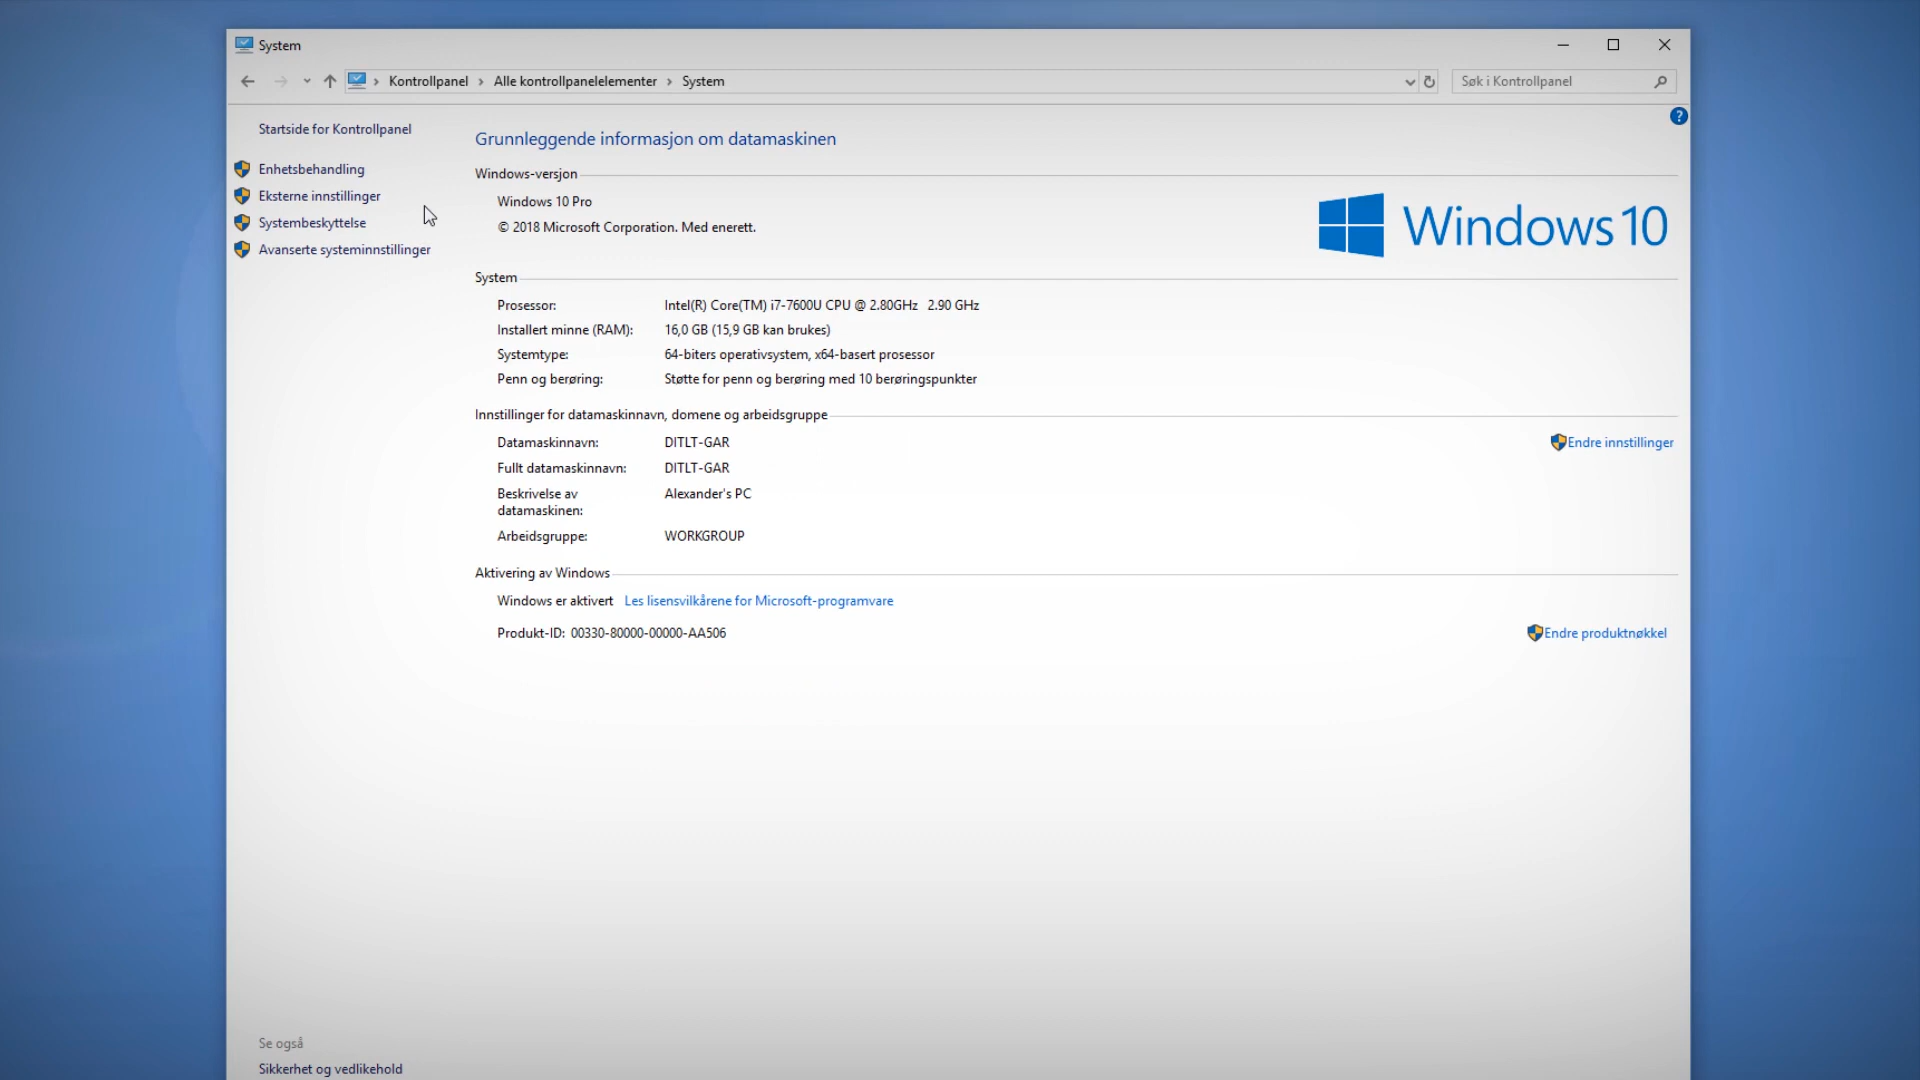 System
Kontrollpanel › Alle kontrollpanelelementer › System
Søk i Kontrollpanel
Startside for Kontrollpanel
Enhetsbehandling
Eksterne innstillinger
Systembeskyttelse
Avanserte systeminnstillinger
Grunnleggende informasjon om datamaskinen
Windows-versjon
Windows 10 Pro
© 2018 Microsoft Corporation. Med enerett.
Windows 10
System
Prosessor: Intel(R) Core(TM) i7-7600U CPU @ 2.80GHz 2.90 GHz
Installert minne (RAM): 16,0 GB (15,9 GB kan brukes)
Systemtype: 64-biters operativsystem, x64-basert prosessor
Penn og berøring: Støtte for penn og berøring med 10 berøringspunkter
Innstillinger for datamaskinnavn, domene og arbeidsgruppe
Datamaskinnavn: DITLT-GAR
Endre innstillinger
Fullt datamaskinnavn: DITLT-GAR
Beskrivelse av Alexander's PC
datamaskinen:
Arbeidsgruppe: WORKGROUP
Aktivering av Windows
Windows er aktivert Les lisensvilkårene for Microsoft-programvare
Produkt-ID: 00330-80000-00000-AA506
Endre produktnøkkel
Se også
Sikkerhet og vedlikehold